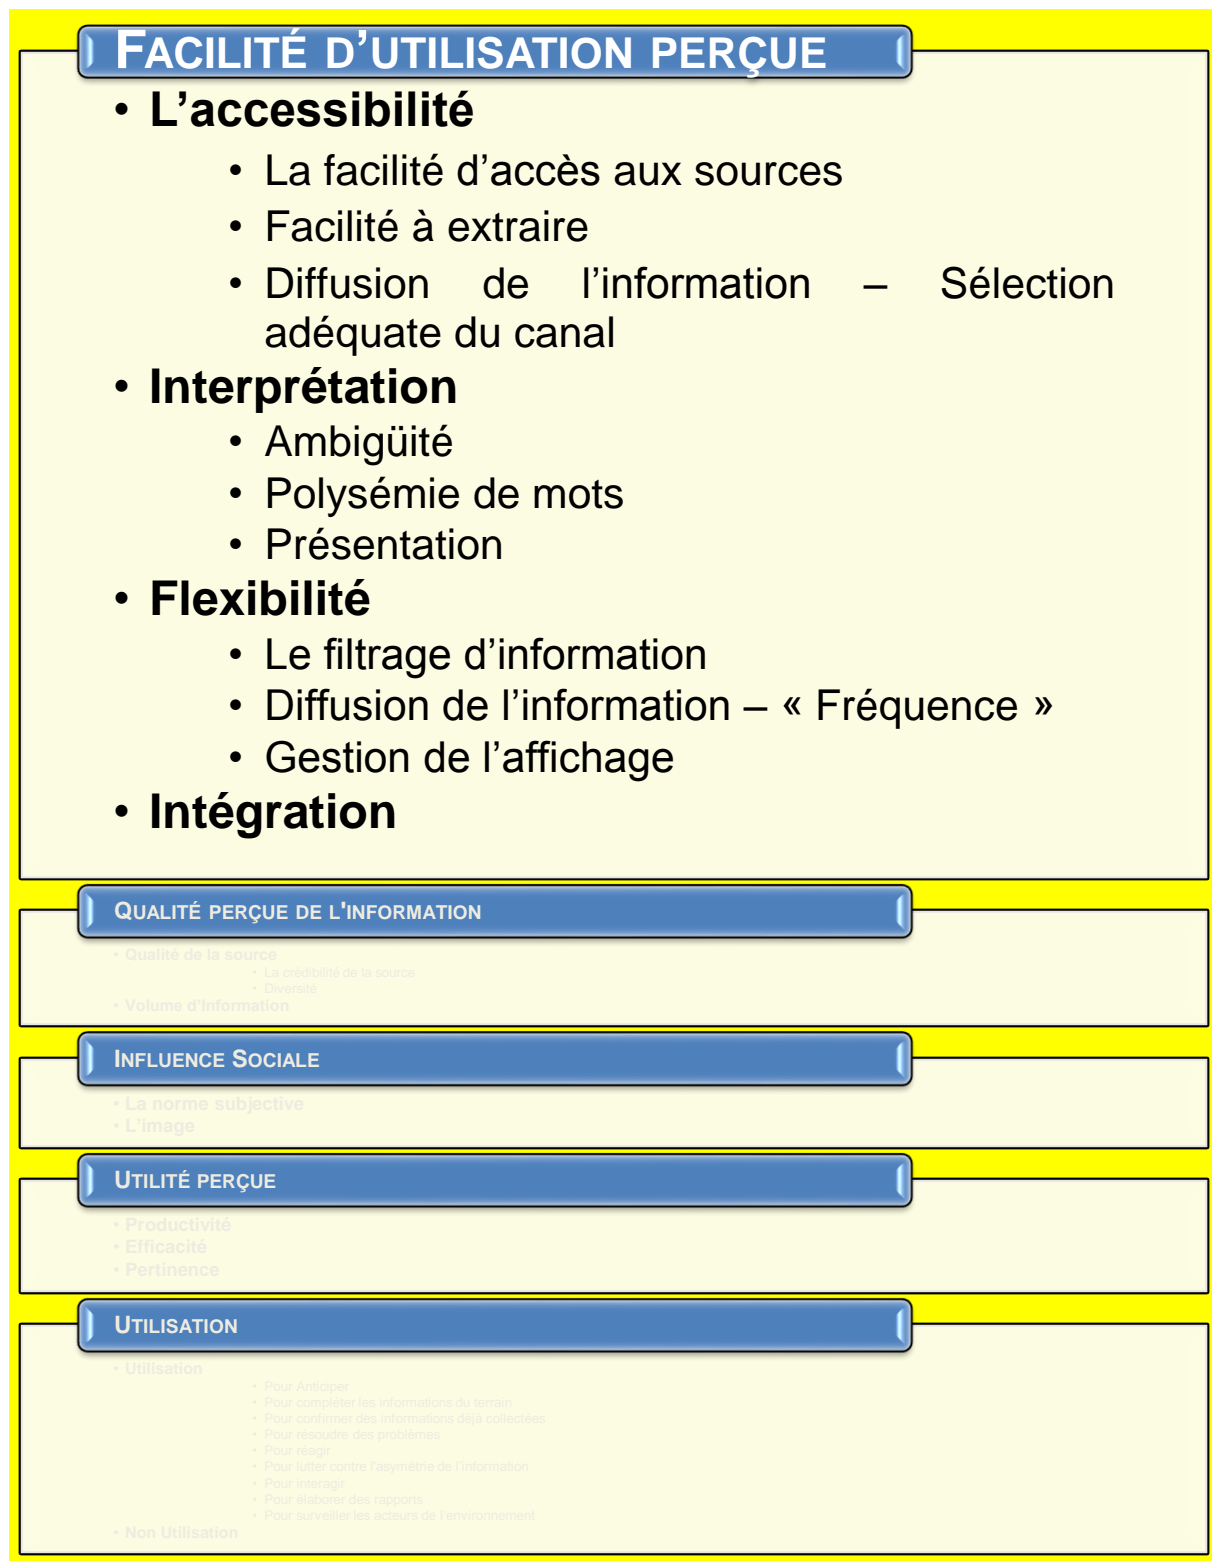 FACILITÉ D’UTILISATION PERÇUE
• L’accessibilité
• La facilité d’accès aux sources
• Facilité à extraire
• Diffusion de l’information – Sélection
adéquate du canal
• Interprétation
• Ambigüité
• Polysémie de mots
• Présentation
• Flexibilité
• Le filtrage d’information
• Diffusion de l’information – « Fréquence »
• Gestion de l’affichage
• Intégration
QUALITÉ PERÇUE DE L'INFORMATION
• Qualité de la source
• La crédibilité de la source
• Diversité
• Volume d’Information
INFLUENCE SOCIALE
• La norme subjective
• L’image
UTILITÉ PERÇUE
• Productivité
• Efficacité
• Pertinence
UTILISATION
• Utilisation
• Pour Anticiper
• Pour compléter les informations du terrain
• Pour confirmer des informations déjà collectées
• Pour résoudre des problèmes
• Pour réagir
• Pour lutter contre l’asymétrie de l’information
• Pour interagir
• Pour élaborer des rapports
• Pour surveiller les acteurs de l’environnement
• Non Utilisation